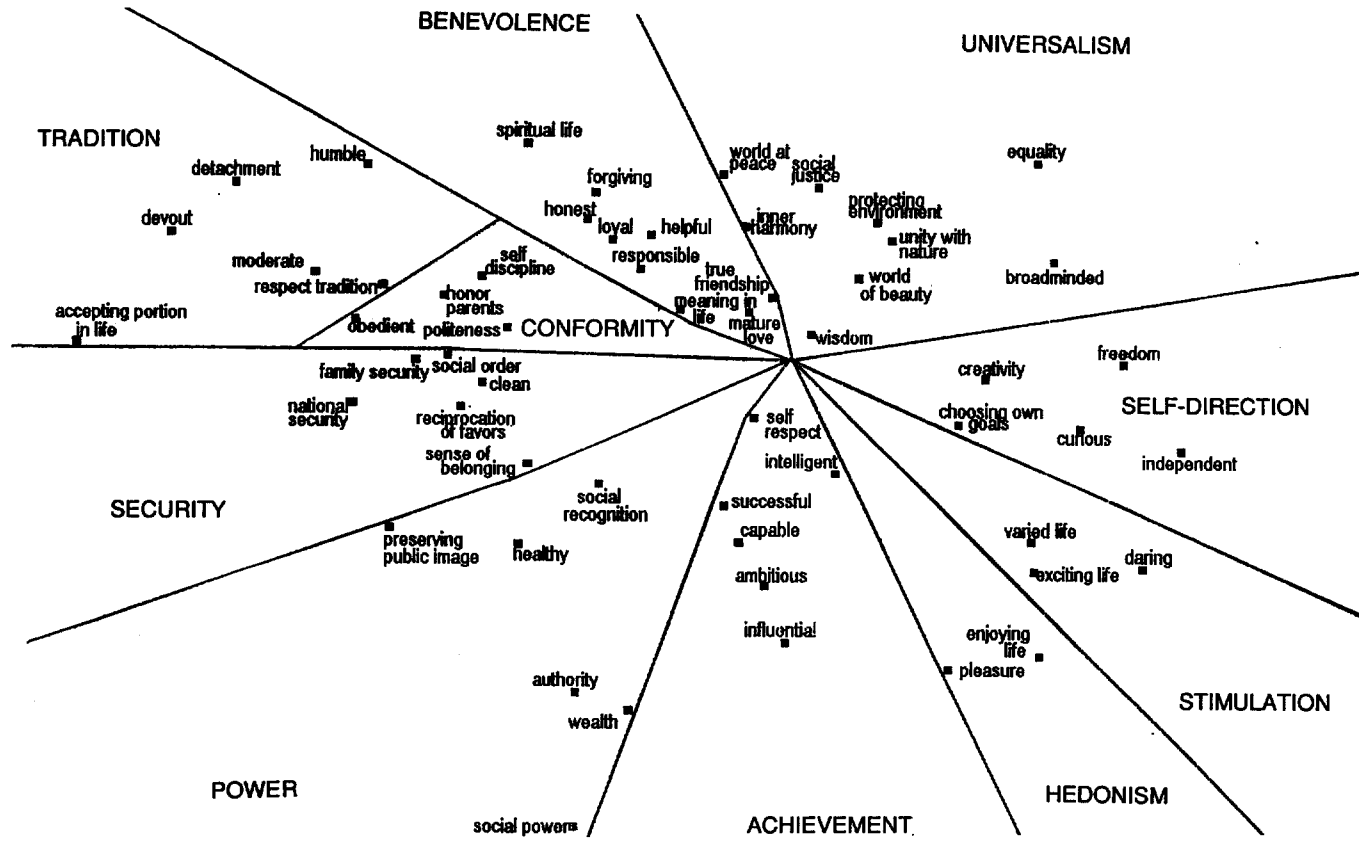 BENEVOLENCE
UNIVERSALISM
TRADITION
spiritual life
humble
detachment
world at
peace
social
justice
equality
forgiving
devout
honest
loyal
helpful
inner
harmony
protecting
environment
unity with
nature
moderate
respect tradition
self
discipline
responsible
true
friendship
world
of beauty
broadminded
accepting portion
in life
honor
parents
obedient
politeness
CONFORMITY
meaning in
life
mature
love
wisdom
family security
social order
clean
creativity
freedom
national
security
reciprocation
of favors
self
respect
choosing own
goals
SELF-DIRECTION
curious
sense of
belonging
intelligent
independent
SECURITY
social
recognition
successful
preserving
public image
healthy
capable
varied life
daring
exciting life
ambitious
influential
enjoying
life
pleasure
authority
wealth
STIMULATION
POWER
HEDONISM
social power
ACHIEVEMENT